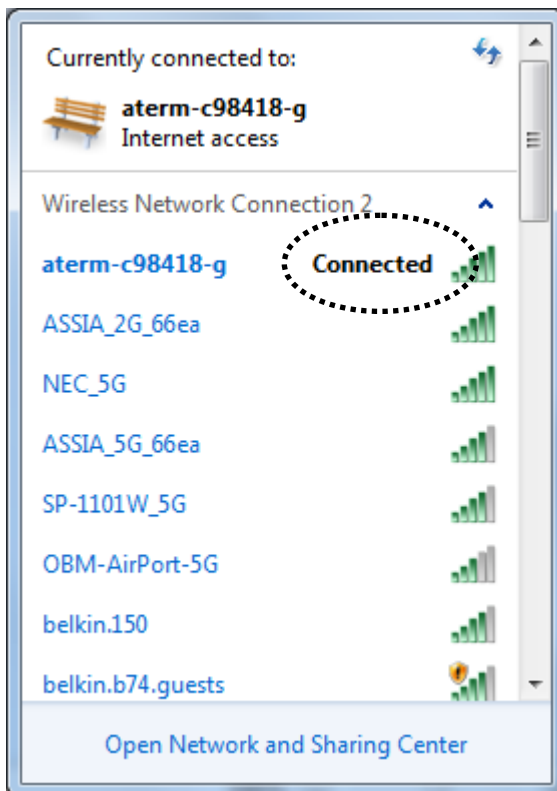 Currently connected to:
aterm-c98418-g
Internet access
Wireless Network Connection 2
aterm-c98418-g Connected
ASSIA_2G_66ea
NEC_5G
ASSIA_5G_66ea
SP-1101W_5G
OBM-AirPort-5G
belkin.150
belkin.b74.guests
Open Network and Sharing Center